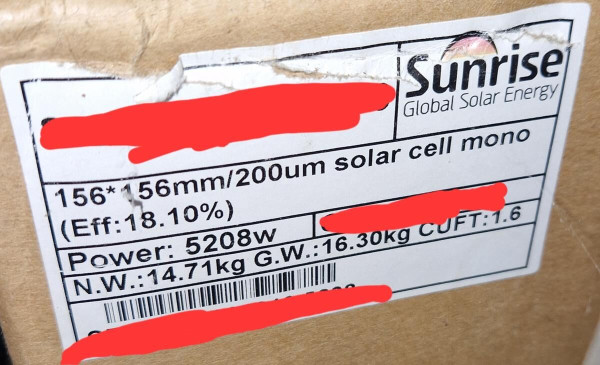 Sunrise
Global Solar Energy
156*156mm/200um solar cell mono
(Eff:18.10%)
Power: 5208w
N.W.:14.71kg G.W.:16.30kg CUFT:1.6